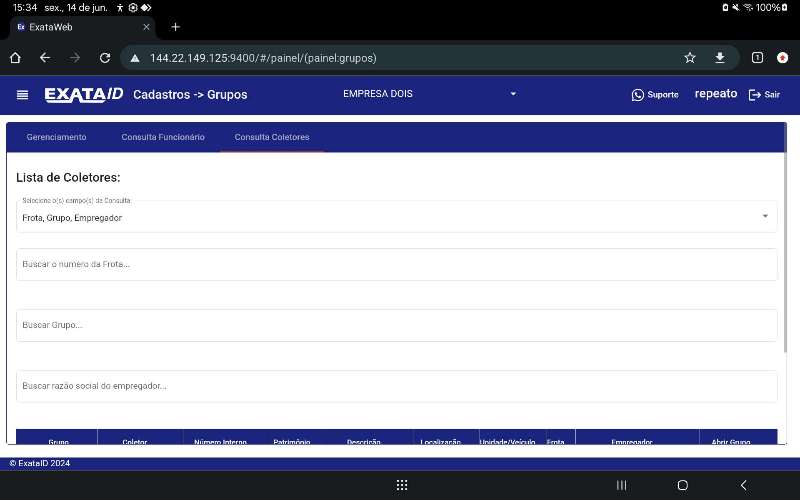 15:34 sex., 14 de jun. 100%
Ex ExataWeb
144.22.149.125:9400/#/painel/(painel:grupos)
1
EXATAID Cadastros -> Grupos EMPRESA DOIS Suporte repeato Sair
Gerenciamento Consulta Funcionário Consulta Coletores
Lista de Coletores:
Selecione o(s) campo(s) da Consulta
Frota, Grupo, Empregador
Buscar o numero da Frota...
Buscar Grupo...
Buscar razão social do empregador...
Grupo Coletor Número Interno Patrimônio Descrição Localização Unidade/Veículo Frota Empregador Abrir Grupo
© ExataID 2024